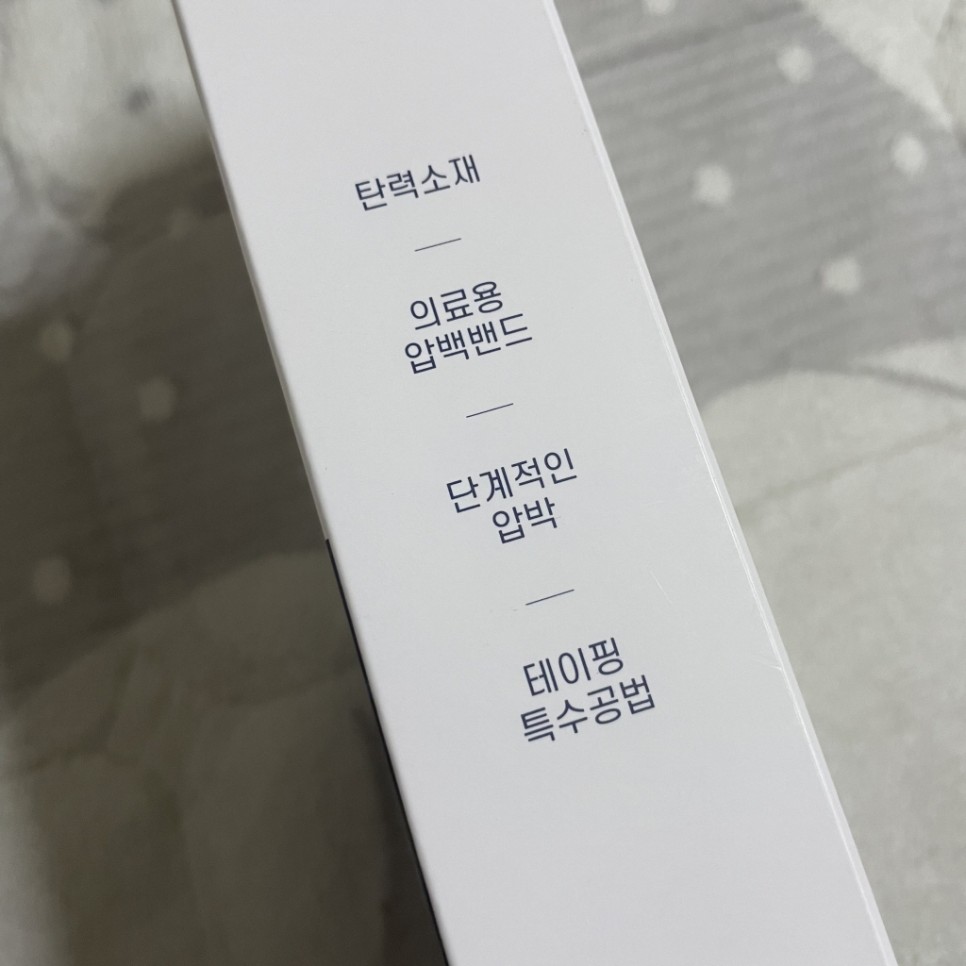 탄력소재
의료용
압백밴드
단계적인
압박
테이핑
특수공법